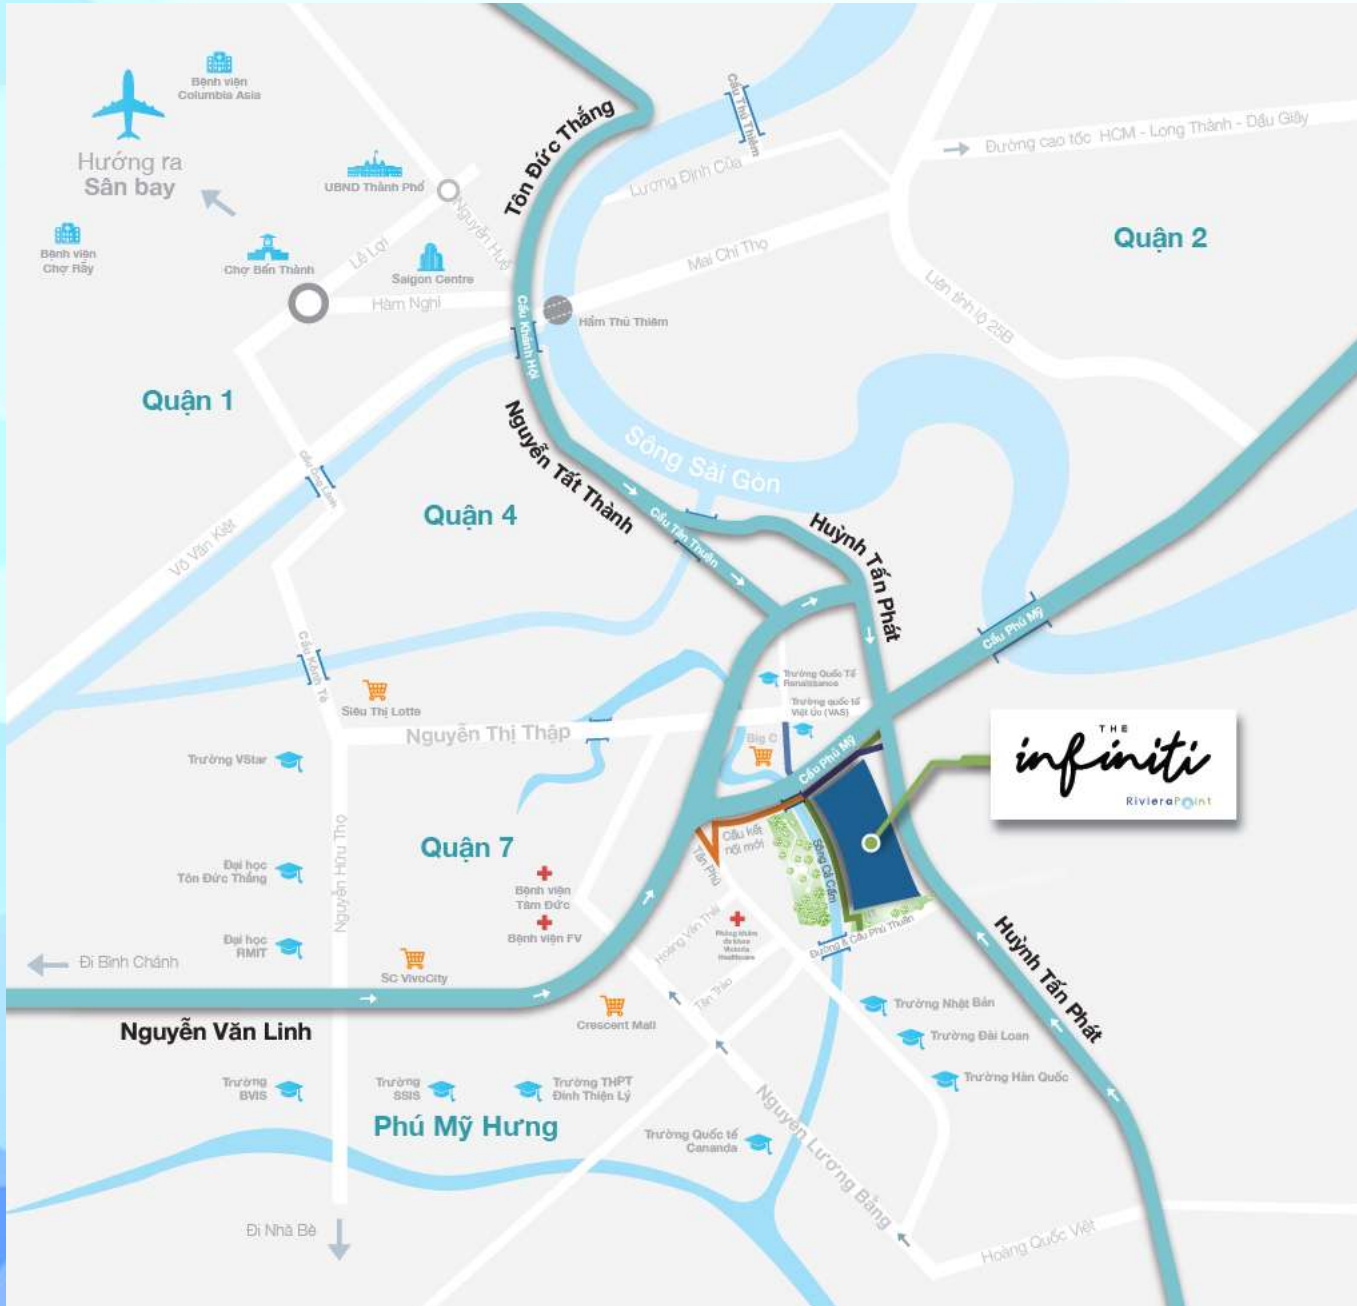 Bệnh viện
Columbia Asia
Hướng ra
Sân bay
UBND Thành Phố
Bệnh viện
Chợ Rẫy
Chợ Bến Thành
Lê Lợi
Nguyễn Huệ
Saigon Centre
Hàm Nghi
Tôn Đức Thắng
Cầu Thủ Thiêm
Lương Định Của
Đường cao tốc HCM - Long Thành - Dầu Giây
Mai Chí Thọ
Quận 2
Liên tỉnh lộ 25B
Cầu Khánh Hội
Hầm Thủ Thiêm
Quận 1
Cầu Ông Lãnh
Võ Văn Kiệt
Quận 4
Nguyễn Tất Thành
Sông Sài Gòn
Cầu Tân Thuận
Huỳnh Tấn Phát
Cầu Phú Mỹ
Cầu Kênh Tẻ
Siêu Thị Lotte
Nguyễn Thị Thập
Trường Quốc Tế
Renaissance
Trường quốc tế
Việt Úc (VAS)
Big C
Cầu Phú Mỹ
THE
infiniti
RivieraPoint
Trường VStar
Quận 7
Nguyễn Hữu Thọ
Đại học
Tôn Đức Thắng
Đại học
RMIT
Bệnh viện
Tâm Đức
Bệnh viện FV
Cầu kết
nối mới
Tân Phú
Sông Cả Cấm
Hoàng Văn Thái
Phòng khám
đa khoa
Victoria
Healthcare
Đường & Cầu Phú Thuận
Tân Trào
Đi Bình Chánh
SC VivoCity
Crescent Mall
Nguyễn Văn Linh
Huỳnh Tấn Phát
Trường Nhật Bản
Trường Đài Loan
Trường Hàn Quốc
Trường
BVIS
Trường
SSIS
Trường THPT
Đinh Thiện Lý
Phú Mỹ Hưng
Trường Quốc tế
Cananda
Nguyễn Lương Bằng
Đi Nhà Bè
Hoàng Quốc Việt